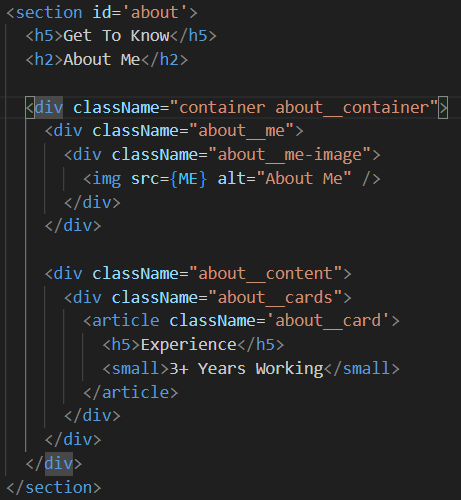 <section id='about'>
<h5>Get To Know</h5>
<h2>About Me</h2>
<div className="container about__container">
<div className="about__me">
<div className="about__me-image">
<img src={ME} alt="About Me" />
</div>
</div>
<div className="about__content">
<div className="about__cards">
<article className='about__card'>
<h5>Experience</h5>
<small>3+ Years Working</small>
</article>
</div>
</div>
</div>
</section>